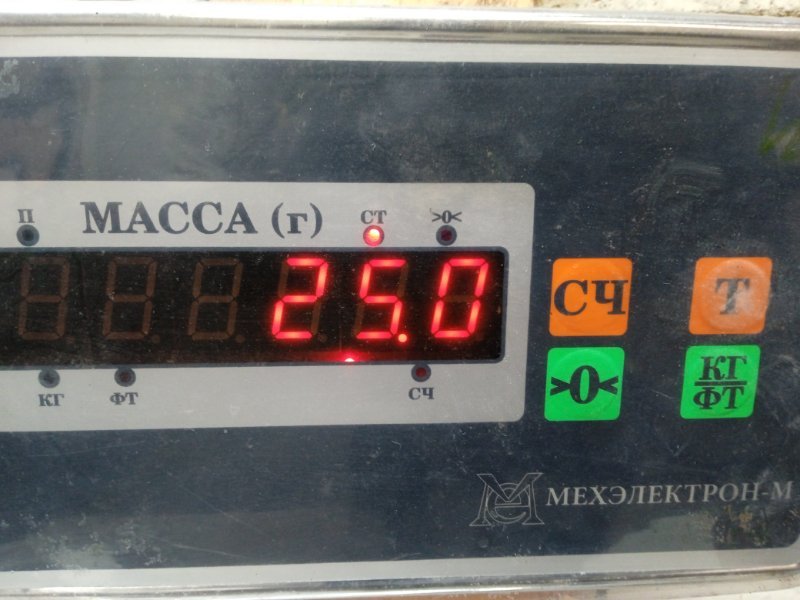 П
МАССА (г)
СТ
>0<
25.0
КГ
ФТ
СЧ
СЧ
Т
>0<
КГ
ФТ
МЕХЭЛЕКТРОН-М